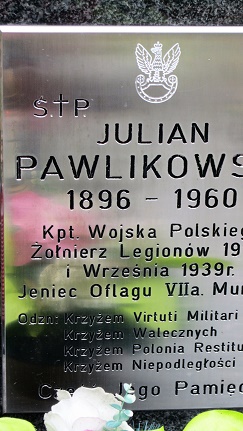 Ś.†P.
JULIAN
PAWLIKOWS
1896 – 1960
Kpt. Wojska Polskieg
Żołnierz Legionów 19
i Września 1939r.
Jeniec Oflagu VIIa. Mur
Odzn: Krzyżem Virtuti Militari
Krzyżem Walecznych
Krzyżem Polonia Restitu
Krzyżem Niepodległości
Jego Pamięc